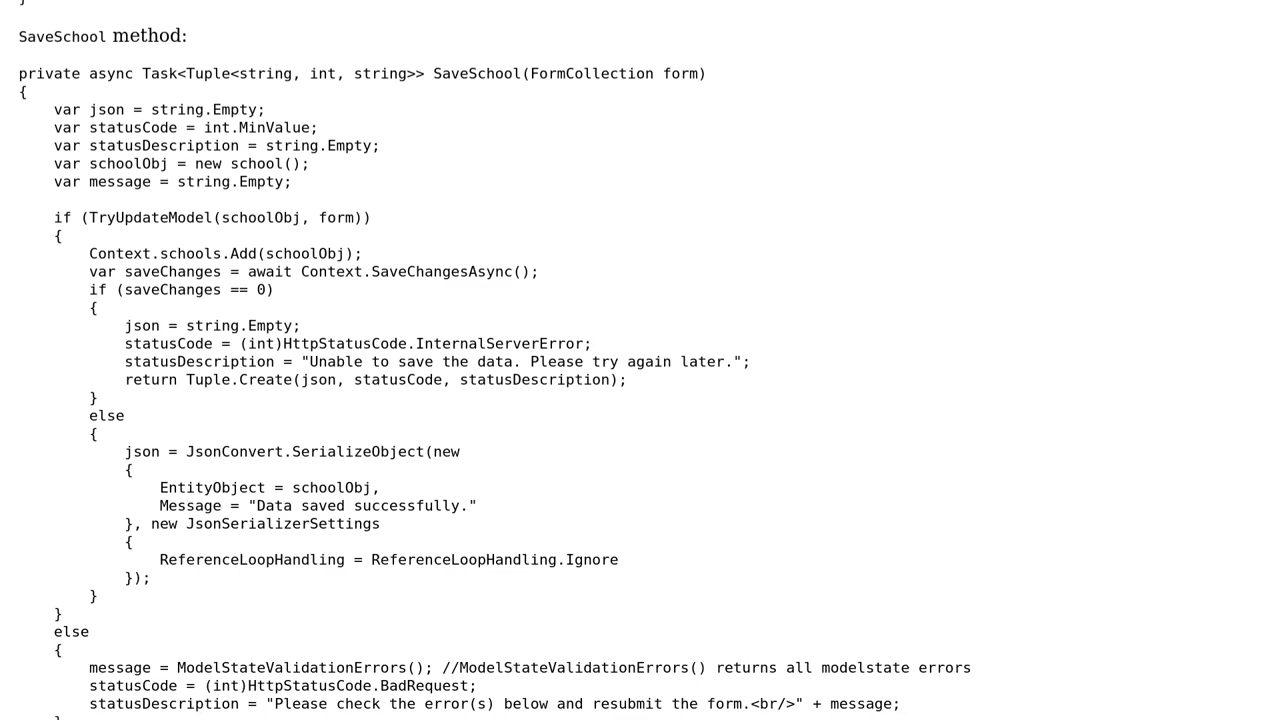 }
SaveSchool method:
private async Task<Tuple<string, int, string>> SaveSchool(FormCollection form)
{
    var json = string.Empty;
    var statusCode = int.MinValue;
    var statusDescription = string.Empty;
    var schoolObj = new school();
    var message = string.Empty;

    if (TryUpdateModel(schoolObj, form))
    {
        Context.schools.Add(schoolObj);
        var saveChanges = await Context.SaveChangesAsync();
        if (saveChanges == 0)
        {
            json = string.Empty;
            statusCode = (int)HttpStatusCode.InternalServerError;
            statusDescription = "Unable to save the data. Please try again later.";
            return Tuple.Create(json, statusCode, statusDescription);
        }
        else
        {
            json = JsonConvert.SerializeObject(new
            {
                EntityObject = schoolObj,
                Message = "Data saved successfully."
            }, new JsonSerializerSettings
            {
                ReferenceLoopHandling = ReferenceLoopHandling.Ignore
            });
        }
    }
    else
    {
        message = ModelStateValidationErrors(); //ModelStateValidationErrors() returns all modelstate errors
        statusCode = (int)HttpStatusCode.BadRequest;
        statusDescription = "Please check the error(s) below and resubmit the form.<br/>" + message;
    }